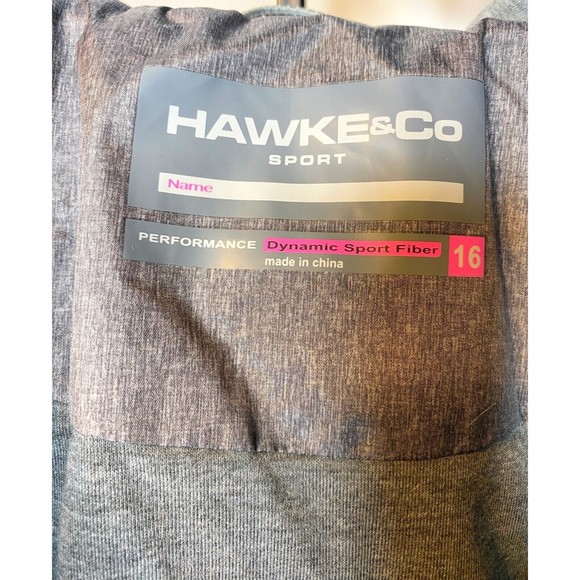 HAWKE&Co
SPORT
Name
PERFORMANCE Dynamic Sport Fiber 16
made in china